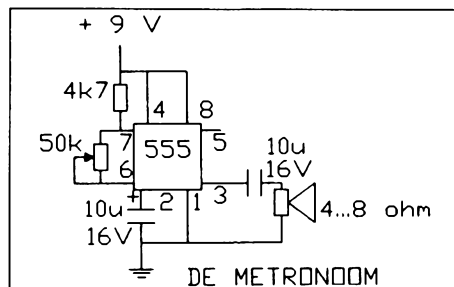 + 9 V
4k7
4
8
50k
7
555
5
6
10u
16V
+
2
1
3
4...8 ohm
10u
16V
DE METRONOOM